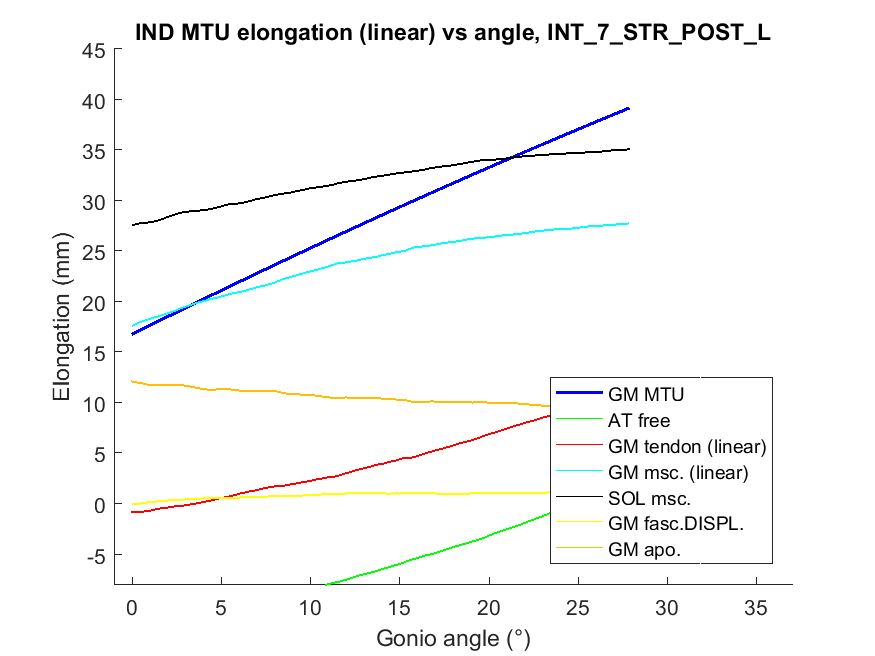 IND MTU elongation (linear) vs angle, INT_7_STR_POST_L
45
40
35
30
25
20
15
10
5
0
-5
Elongation (mm)
GM MTU
AT free
GM tendon (linear)
GM msc. (linear)
SOL msc.
GM fasc.DISPL.
GM apo.
0 5 10 15 20 25 30 35
Gonio angle (°)